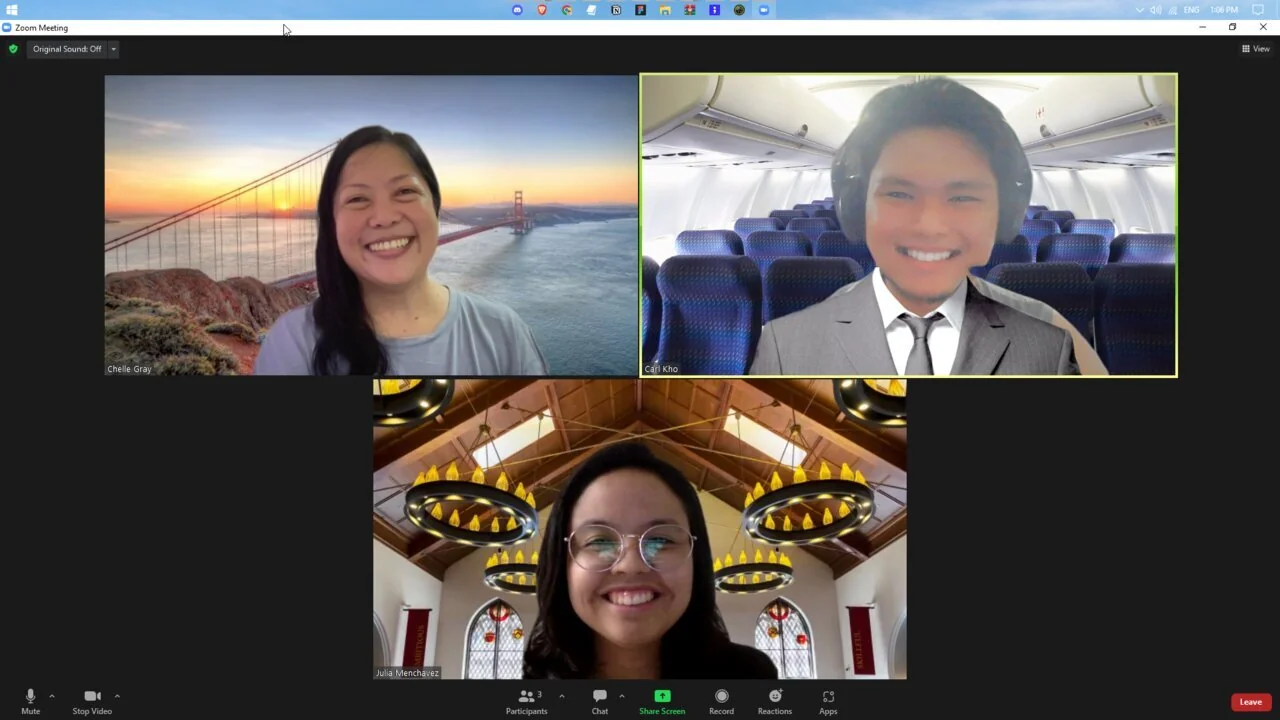 ENG
1:06 PM
Zoom Meeting
Original Sound: Off
View
Chelle Gray
Carl Kho
SKILLFUL
Julia Menchavez
Mute
Stop Video
Participants
3
Chat
Share Screen
Record
Reactions
Apps
Leave